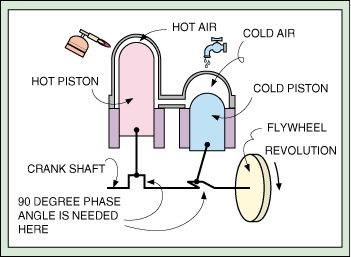 HOT AIR
COLD AIR
HOT PISTON
COLD PISTON
FLYWHEEL
REVOLUTION
CRANK SHAFT
90 DEGREE PHASE
ANGLE IS NEEDED
HERE